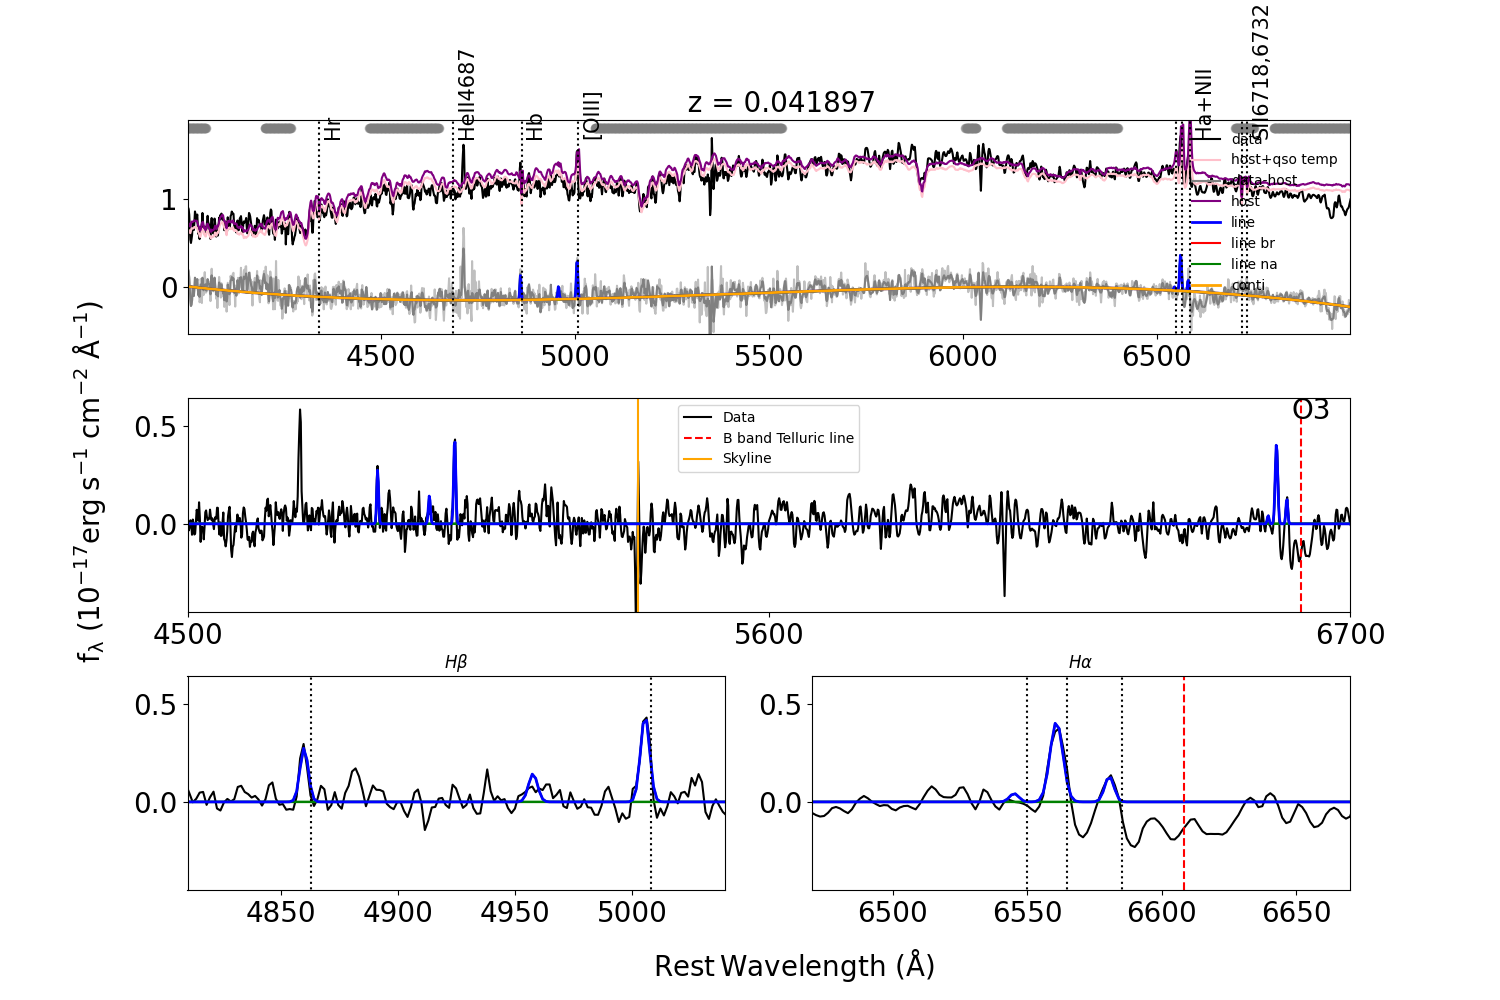 z = 0.041897
Hr
HeII4687
Hb
[OIII]
Ha+NII
SII6718,6732
data
host+qso temp
data-host
host
line
line br
line na
conti
1
0
4500 5000 5500 6000 6500
f_λ (10^{-17} erg s^{-1} cm^{-2} Å^{-1})
Data
B band Telluric line
Skyline
O3
0.5
0.0
4500 5600 6700
Hβ
0.5
0.0
4850 4900 4950 5000
Hα
0.5
0.0
6500 6550 6600 6650
Rest Wavelength (Å)